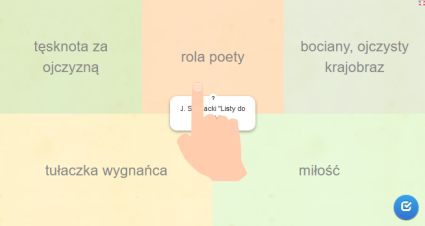 tęsknota za
ojczyzną
rola poety
bociany, ojczysty
krajobraz
?
J. S acki "Listy do
tułaczka wygnańca
miłość